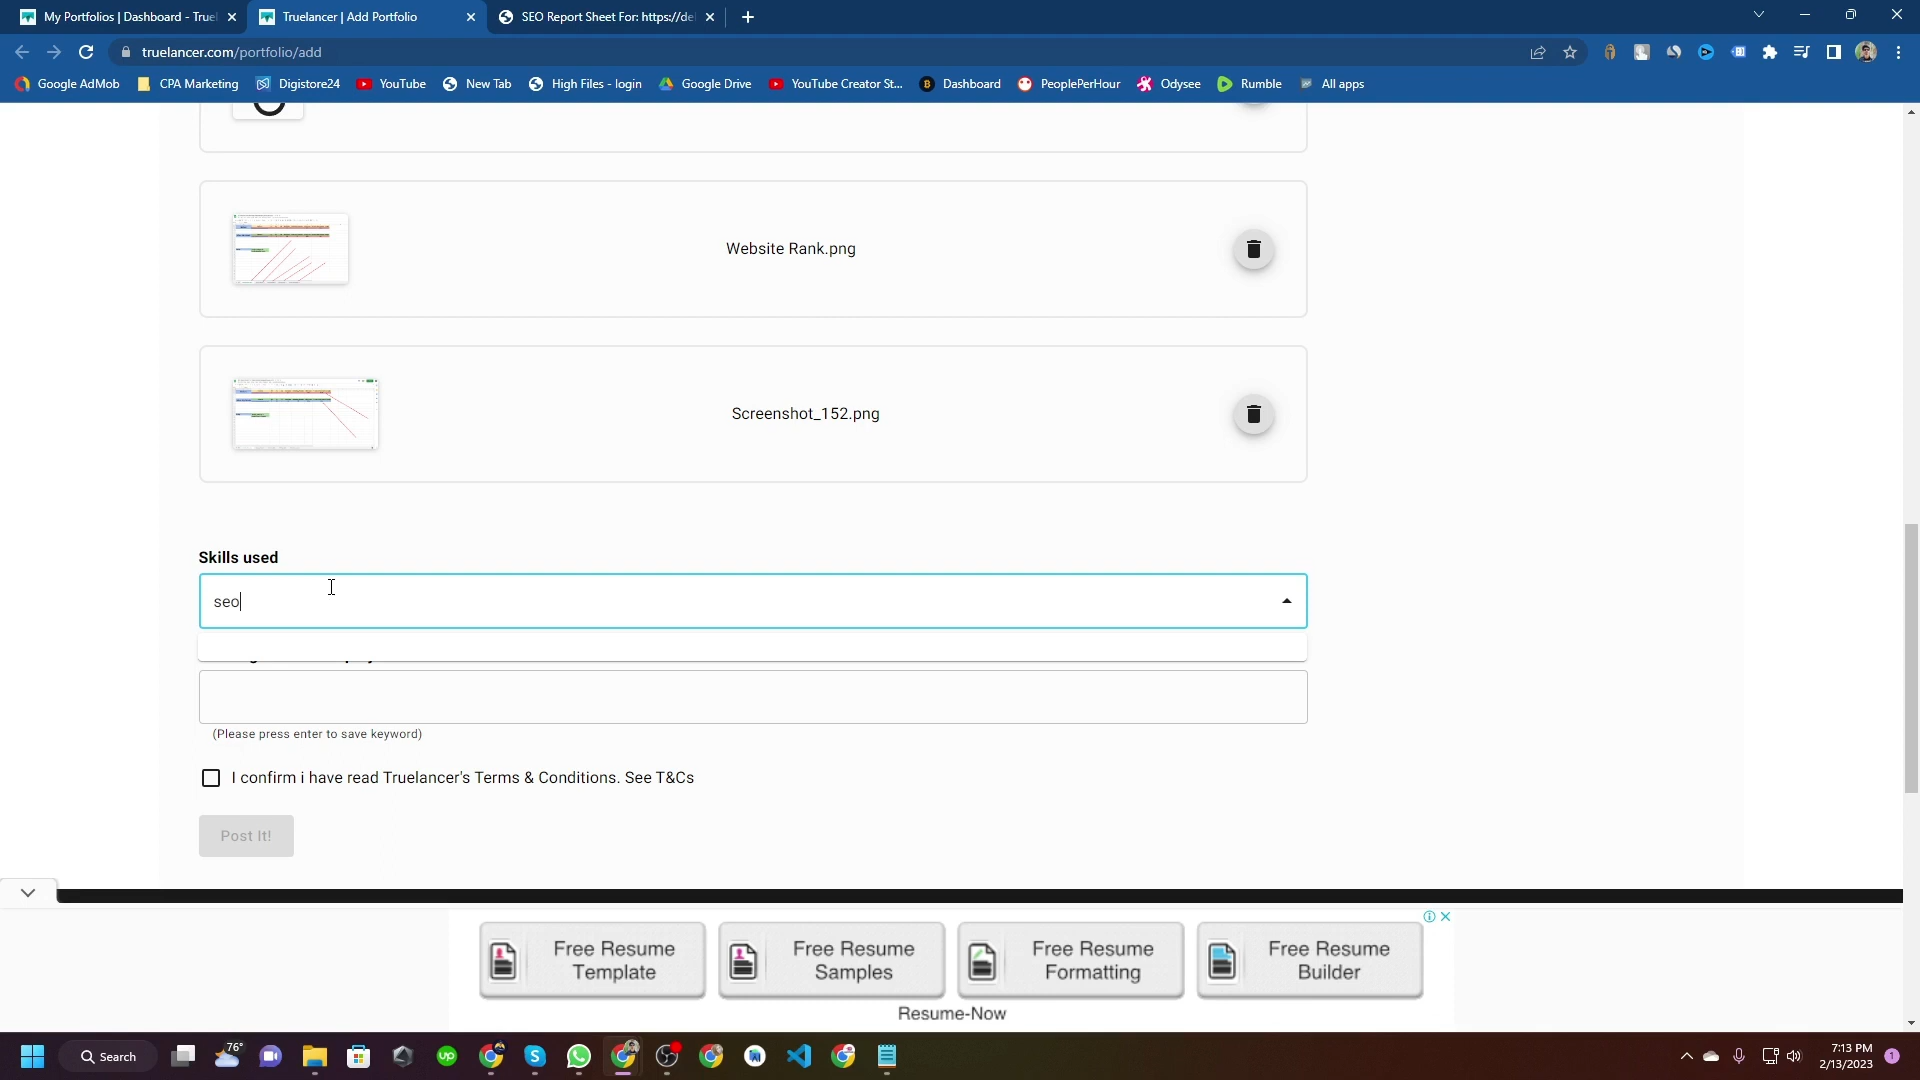 My Portfolios | Dashboard - True
Truelancer | Add Portfolio
SEO Report Sheet For: https://de
truelancer.com/portfolio/add
Google AdMob
CPA Marketing
Digistore24
YouTube
New Tab
High Files - login
Google Drive
YouTube Creator St...
Dashboard
PeoplePerHour
Odysee
Rumble
All apps
Website Rank.png
Screenshot_152.png
Skills used
seo
(Please press enter to save keyword)
I confirm i have read Truelancer's Terms & Conditions. See T&Cs
Post It!
Free Resume Template
Free Resume Samples
Free Resume Formatting
Free Resume Builder
Resume-Now
76°
Search
7:13 PM
2/13/2023
1